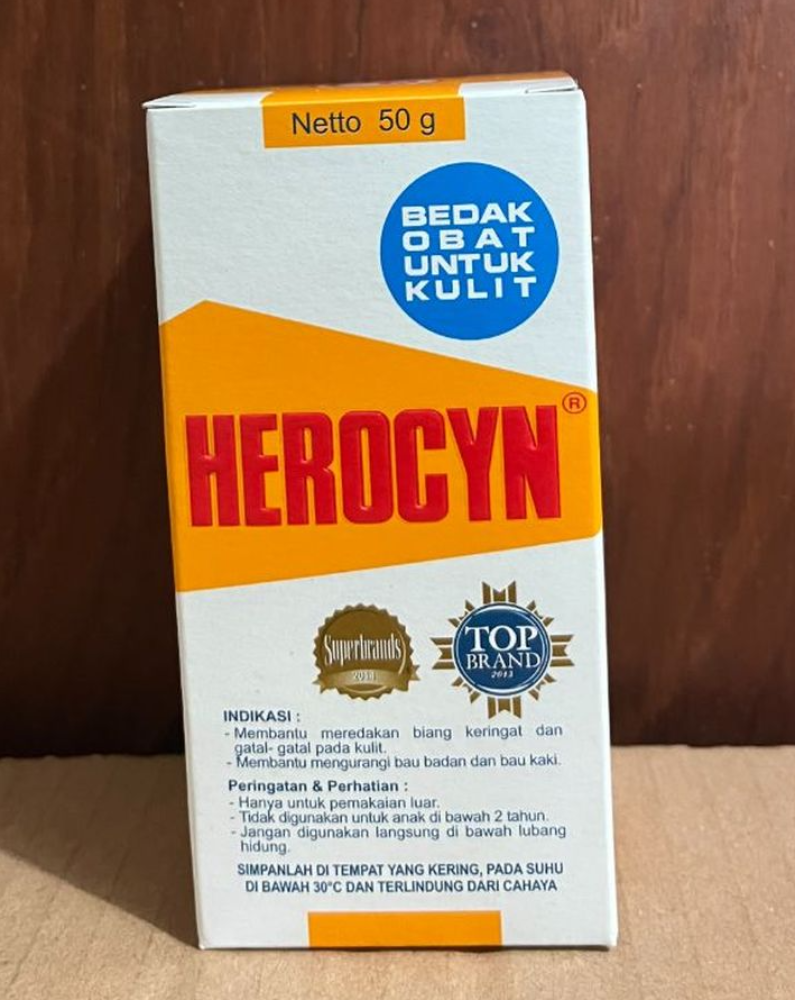 Netto 50 g
BEDAK
OBAT
UNTUK
KULIT
HEROCYN®
Superbrands
TOP
BRAND
2013
INDIKASI :
- Membantu meredakan biang keringat dan
gatal- gatal pada kulit.
- Membantu mengurangi bau badan dan bau kaki.
Peringatan & Perhatian :
- Hanya untuk pemakaian luar.
- Tidak digunakan untuk anak di bawah 2 tahun.
- Jangan digunakan langsung di bawah lubang
hidung.
SIMPANLAH DI TEMPAT YANG KERING, PADA SUHU
DI BAWAH 30°C DAN TERLINDUNG DARI CAHAYA